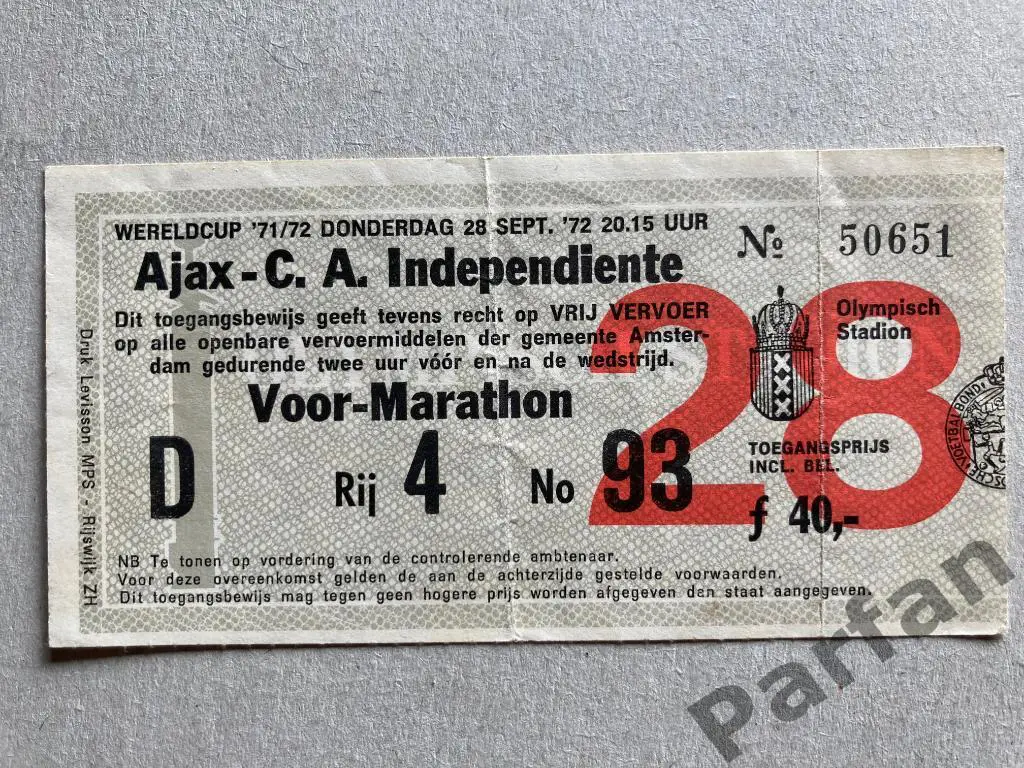 WERELDCUP '71/72 DONDERDAG 28 SEPT. '72 20.15 UUR
Ajax - C. A. Independiente
Nº 50651
Dit toegangsbewijs geeft tevens recht op VRIJ VERVOER
op alle openbare vervoermiddelen der gemeente Amster-
dam gedurende twee uur vóór en na de wedstrijd.
Olympisch
Stadion
28
Voor-Marathon
D Rij 4 No 93
XXX
TOEGANGSPRIJS
INCL. BEL.
ƒ 40,-
NB Te tonen op vordering van de controlerende ambtenaar.
Voor deze overeenkomst gelden de aan de achterzijde gestelde voorwaarden.
Dit toegangsbewijs mag tegen geen hogere prijs worden afgegeven dan staat aangegeven.
Druk Levisson MPS - Rijswijk ZH
VOETBALBOND
Parfan